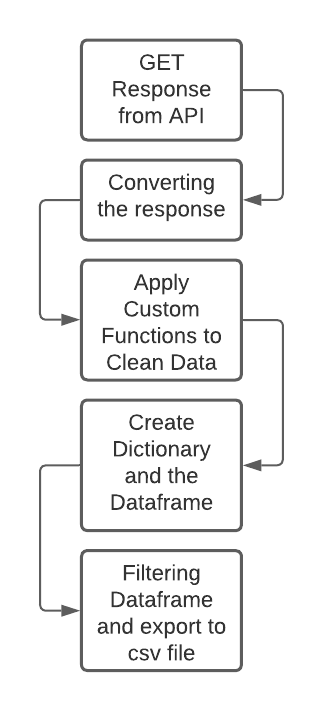 GET
Response
from API
Converting
the response
Apply
Custom
Functions to
Clean Data
Create
Dictionary
and the
Dataframe
Filtering
Dataframe
and export to
csv file